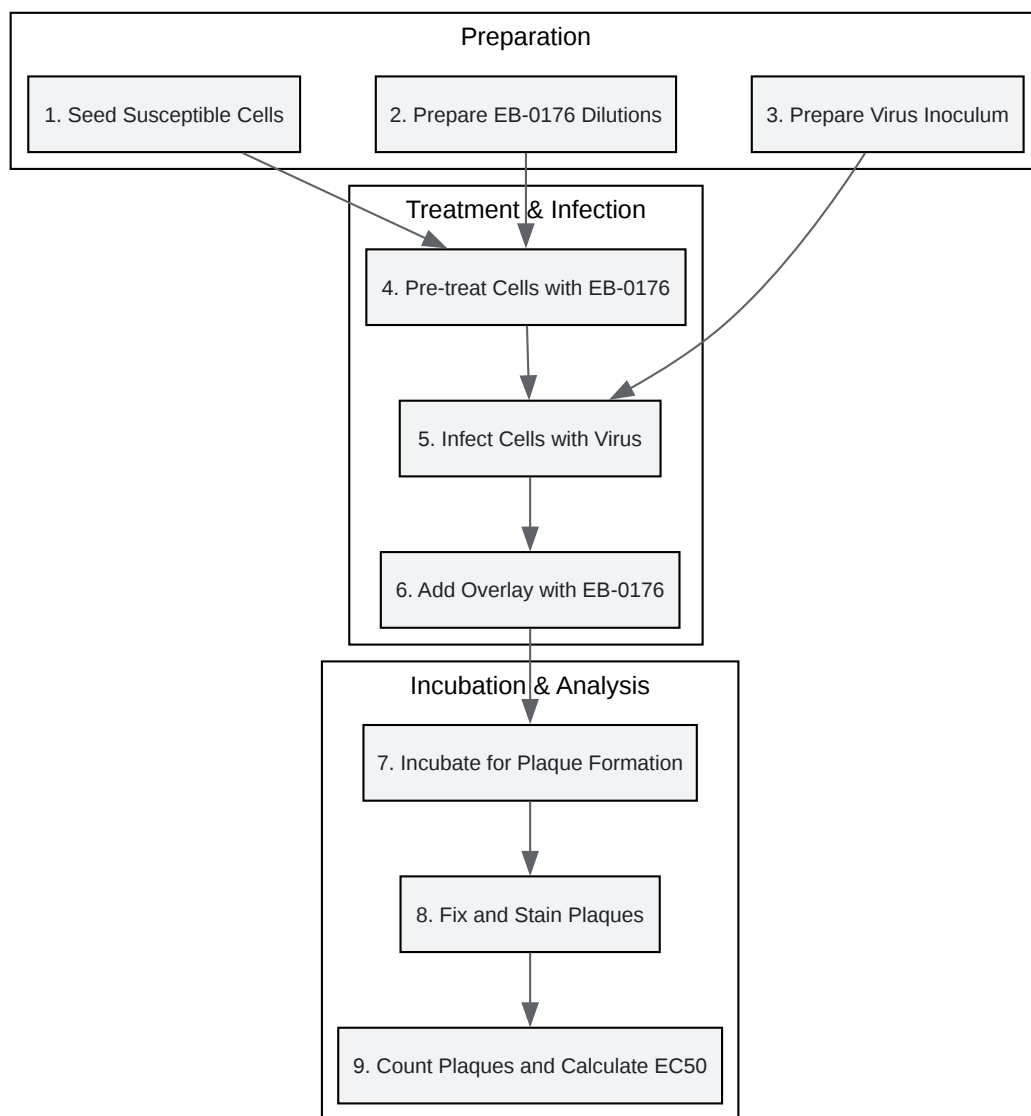 Preparation
1. Seed Susceptible Cells
2. Prepare EB-0176 Dilutions
3. Prepare Virus Inoculum
Treatment & Infection
4. Pre-treat Cells with EB-0176
5. Infect Cells with Virus
6. Add Overlay with EB-0176
Incubation & Analysis
7. Incubate for Plaque Formation
8. Fix and Stain Plaques
9. Count Plaques and Calculate EC50